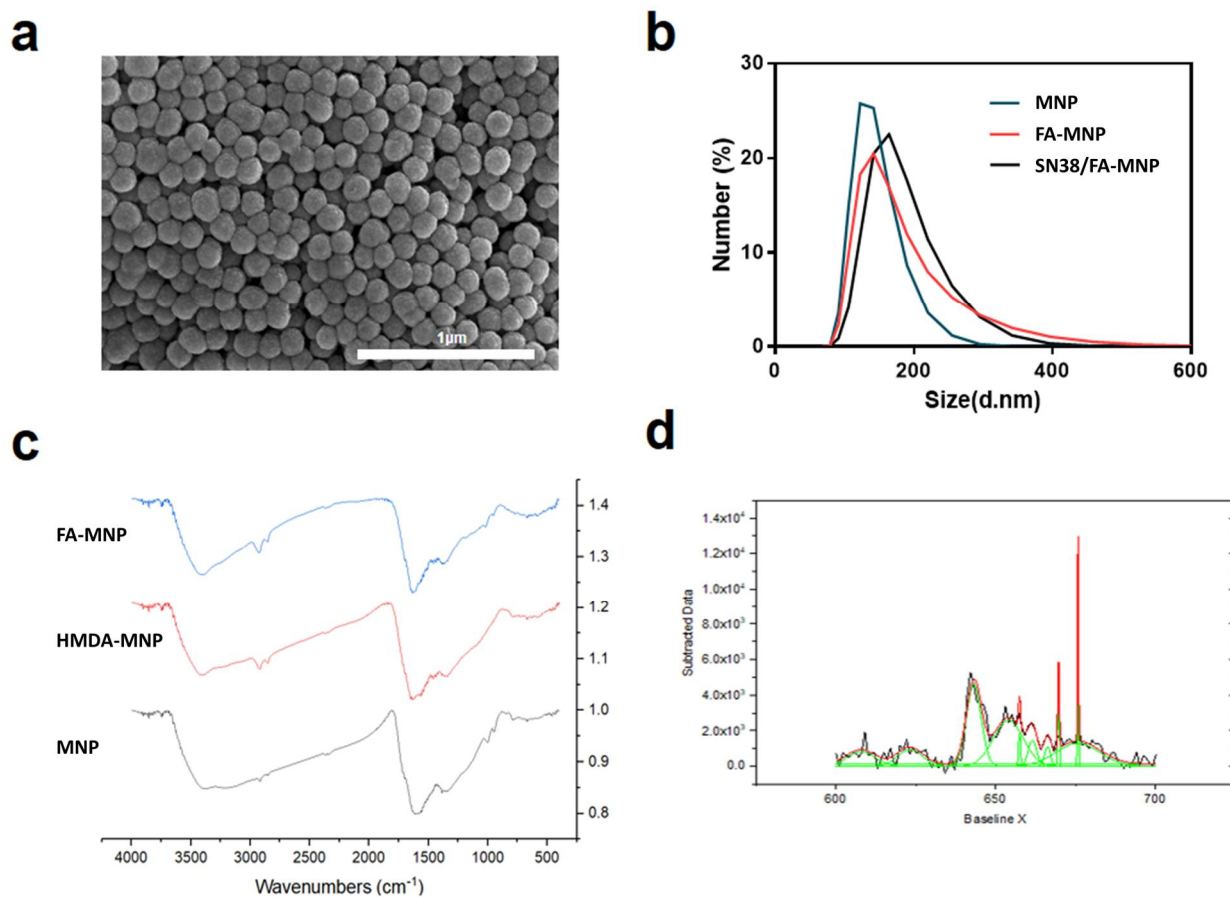 a
1µm
b
Number (%)
30
20
10
0
MNP
FA-MNP
SN38/FA-MNP
0 200 400 600
Size(d.nm)
c
FA-MNP
HMDA-MNP
MNP
1.4
1.3
1.2
1.1
1.0
0.9
0.8
4000 3500 3000 2500 2000 1500 1000 500
Wavenumbers (cm⁻¹)
d
Subtracted Data
1.4x10⁴
1.2x10⁴
1.0x10⁴
8.0x10³
6.0x10³
4.0x10³
2.0x10³
0.0
600 650 700
Baseline X